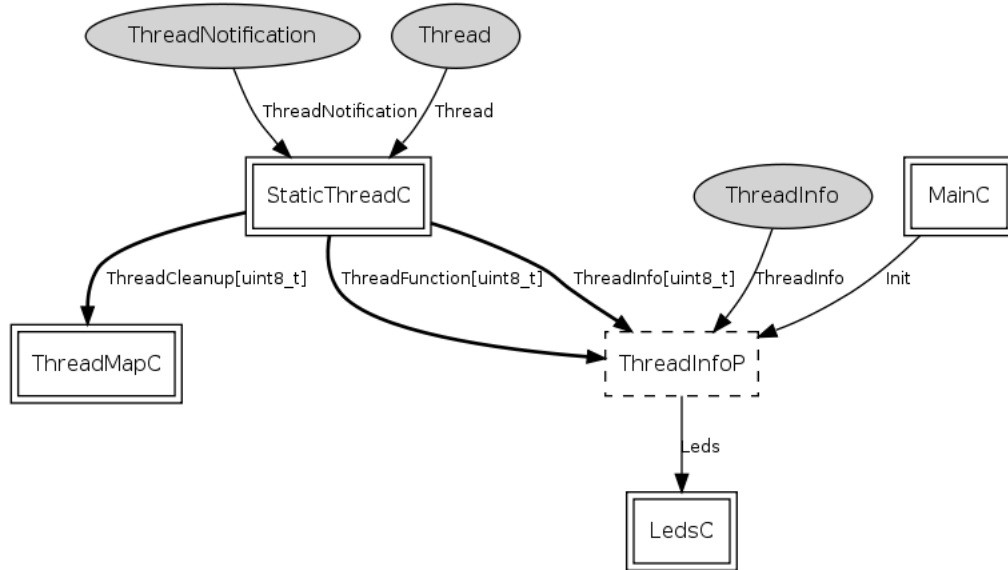 ThreadNotification
Thread
ThreadNotification
Thread
StaticThreadC
ThreadInfo
MainC
ThreadCleanup[uint8_t]
ThreadFunction[uint8_t]
ThreadInfo[uint8_t]
ThreadInfo
Init
ThreadMapC
ThreadInfoP
Leds
LedsC